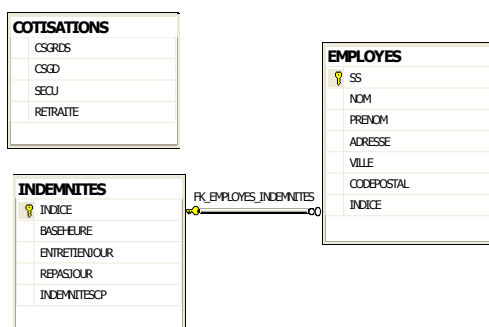 COTISATIONS
CSGRDS
CSGD
SECU
RETRAITE
EMPLOYES
SS
NOM
PRENOM
ADRESSE
VILLE
CODEPOSTAL
INDICE
INDEMNITES
INDICE
BASEHEURE
ENTRETIENJOUR
REPASJOUR
INDEMNITESCP
FK_EMPLOYES_INDEMNITES